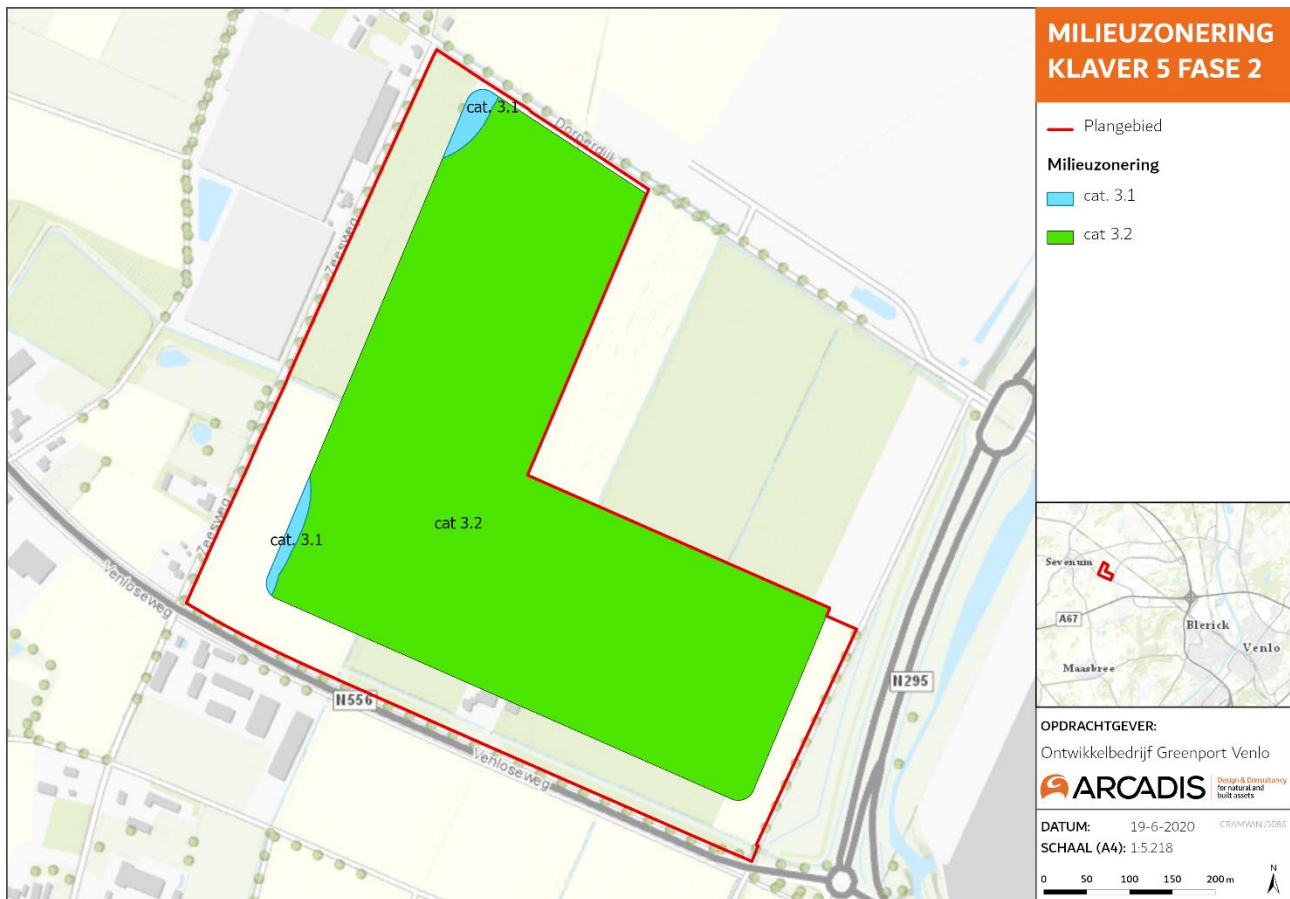 MILIEUZONERING
KLAVER 5 FASE 2
Plangebied
Milieuzonering
cat. 3.1
cat 3.2
cat. 3.1
Dorperdijk
Zeesweg
cat 3.2
cat. 3.1
Zeesweg
Venloseweg
N556
Venloseweg
N295
Sevenum
A67
Blerick
Venlo
Maasbree
OPDRACHTGEVER:
Ontwikkelbedrijf Greenport Venlo
ARCADIS
Design & Consultancy
for natural and
built assets
DATUM: 19-6-2020
SCHAAL (A4): 1:5.218
0 50 100 150 200 m
N